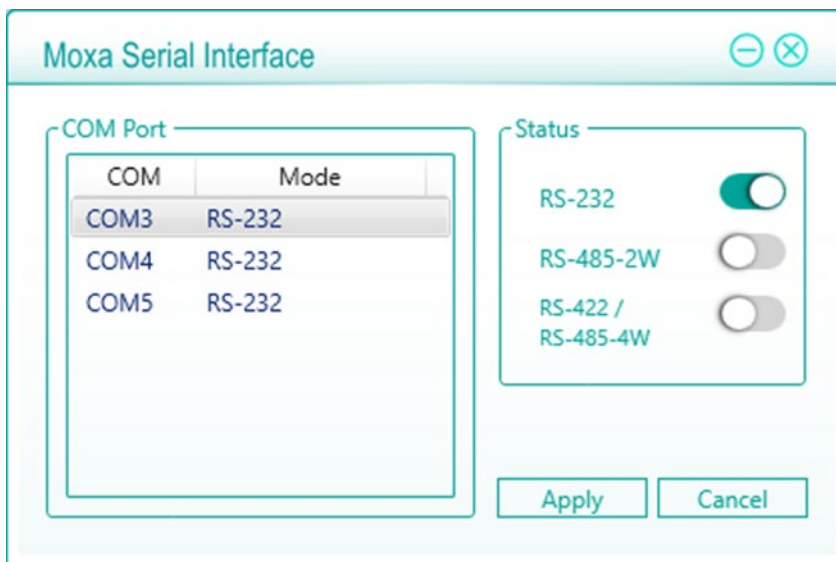 Moxa Serial Interface
COM Port
COM Mode
COM3 RS-232
COM4 RS-232
COM5 RS-232
Status
RS-232
RS-485-2W
RS-422 /
RS-485-4W
Apply Cancel